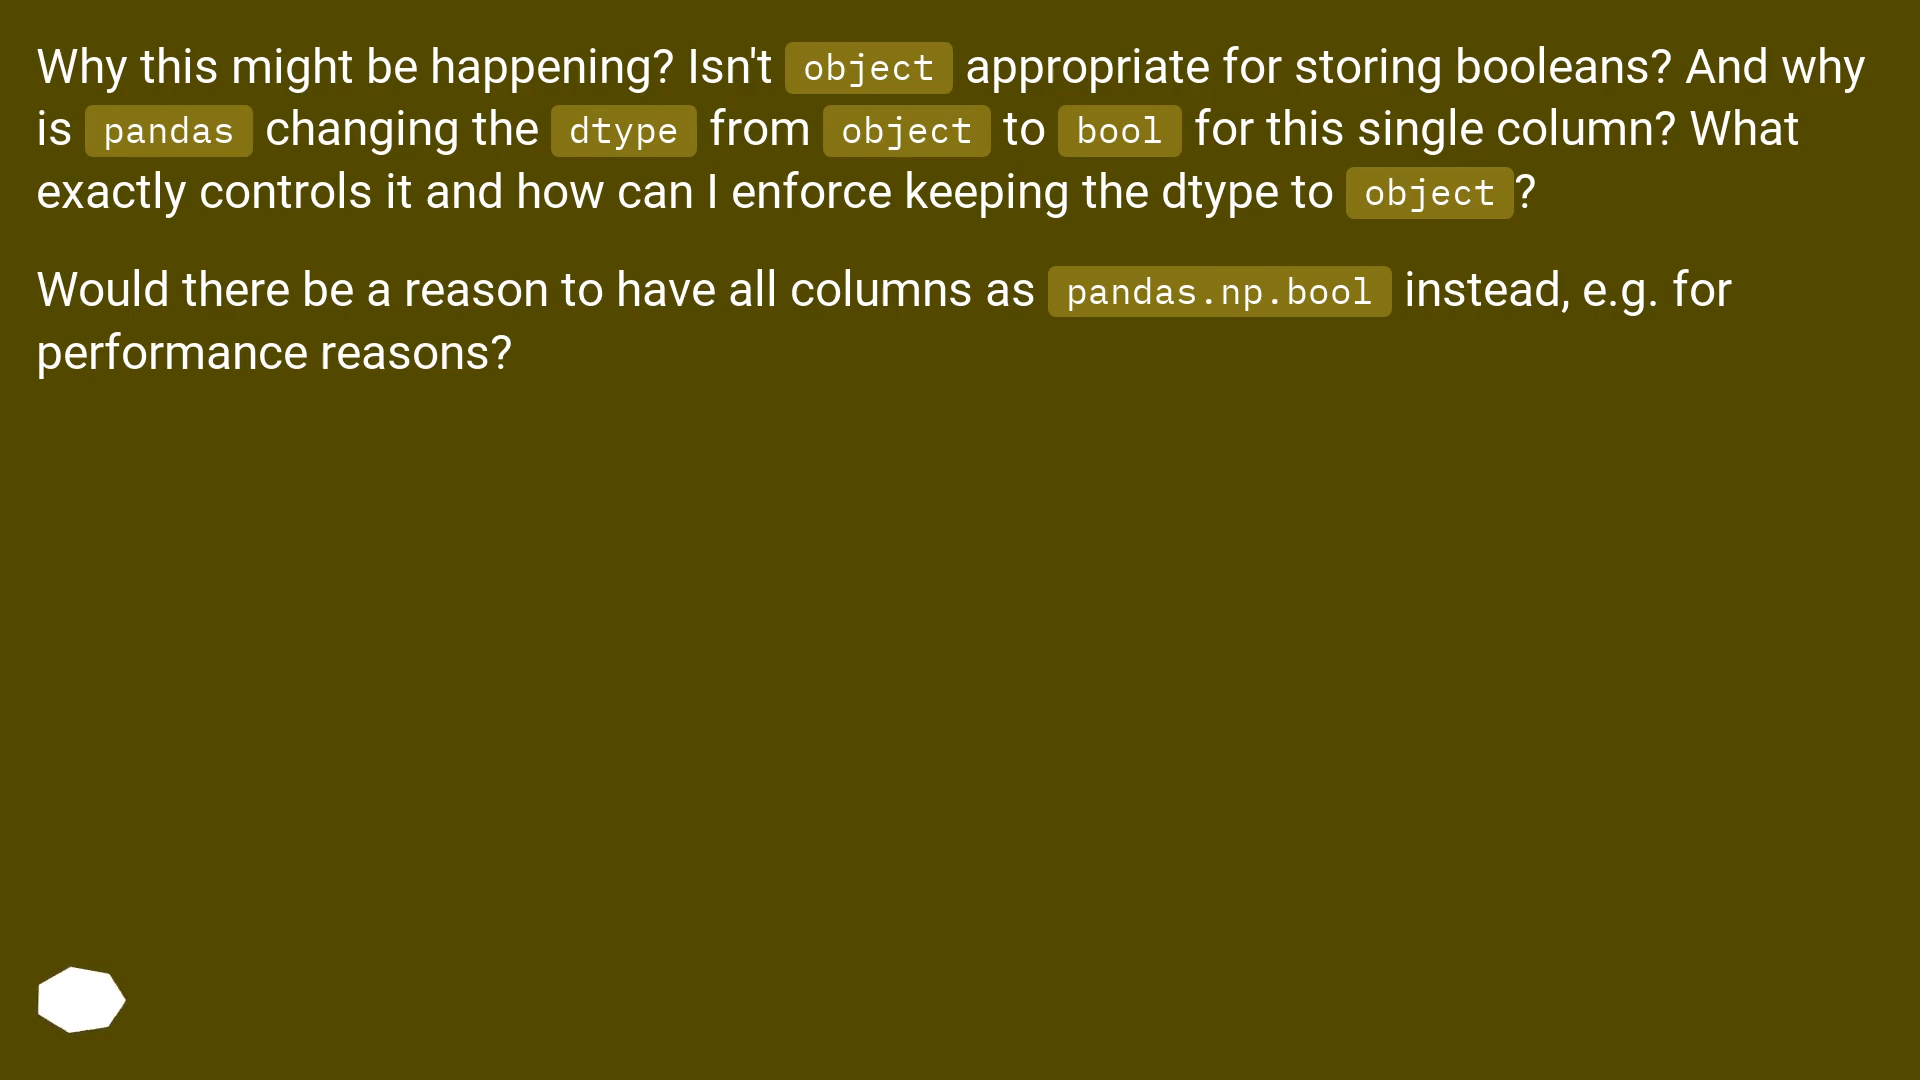 Why this might be happening? Isn't object appropriate for storing booleans? And why
is pandas changing the dtype from object to bool for this single column? What
exactly controls it and how can I enforce keeping the dtype to object?
Would there be a reason to have all columns as pandas.np.bool instead, e.g. for
performance reasons?